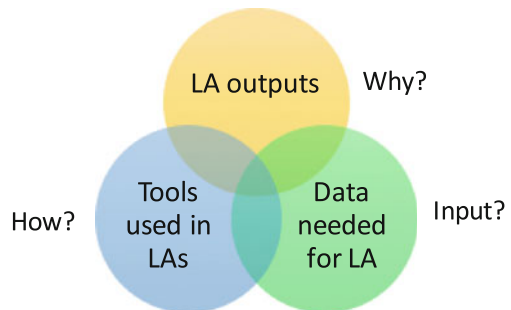 LA outputs
Why?
How?
Tools
used in
LAs
Data
needed
for LA
Input?